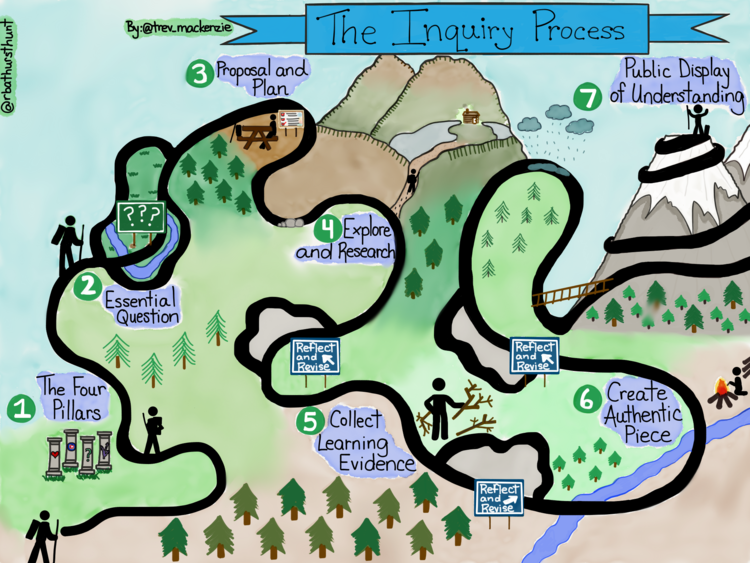 @rbathursthunt
By:@trev_mackenzie
The Inquiry Process
1
The Four
Pillars
?
2
Essential
Question
???
3
Proposal and
Plan
4
Explore
and Research
Reflect
and
Revise
5
Collect
Learning
Evidence
Reflect
and
Revise
6
Create
Authentic
Piece
Reflect
and
Revise
7
Public Display
of Understanding